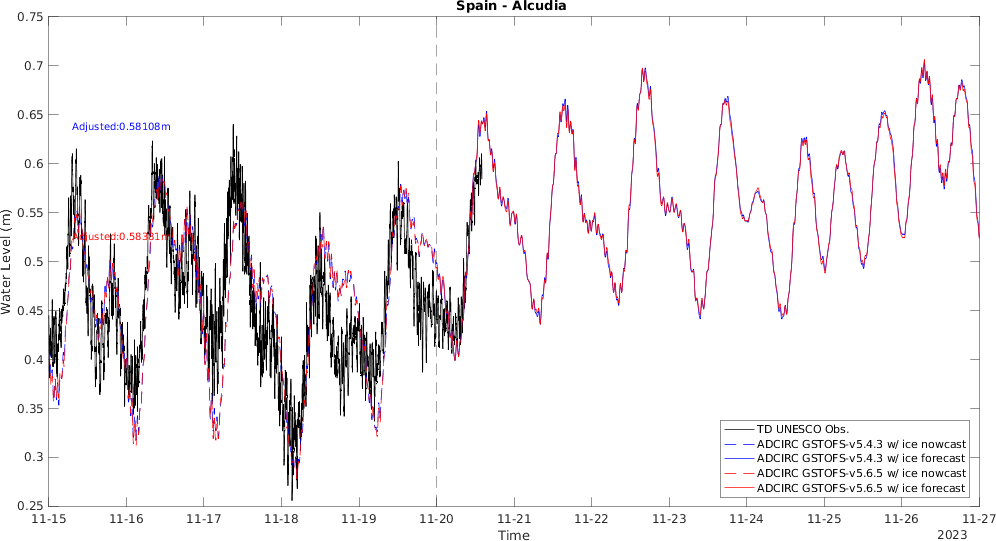 Spain - Alcudia
0.75
0.7
0.65
0.6
0.55
0.5
0.45
0.4
0.35
0.3
0.25
Water Level (m)
Adjusted:0.58108m
Adjusted:0.58381m
TD UNESCO Obs.
ADCIRC GSTOFS-v5.4.3 w/ ice nowcast
ADCIRC GSTOFS-v5.4.3 w/ ice forecast
ADCIRC GSTOFS-v5.6.5 w/ ice nowcast
ADCIRC GSTOFS-v5.6.5 w/ ice forecast
11-15 11-16 11-17 11-18 11-19 11-20 11-21 11-22 11-23 11-24 11-25 11-26 11-27
Time
2023